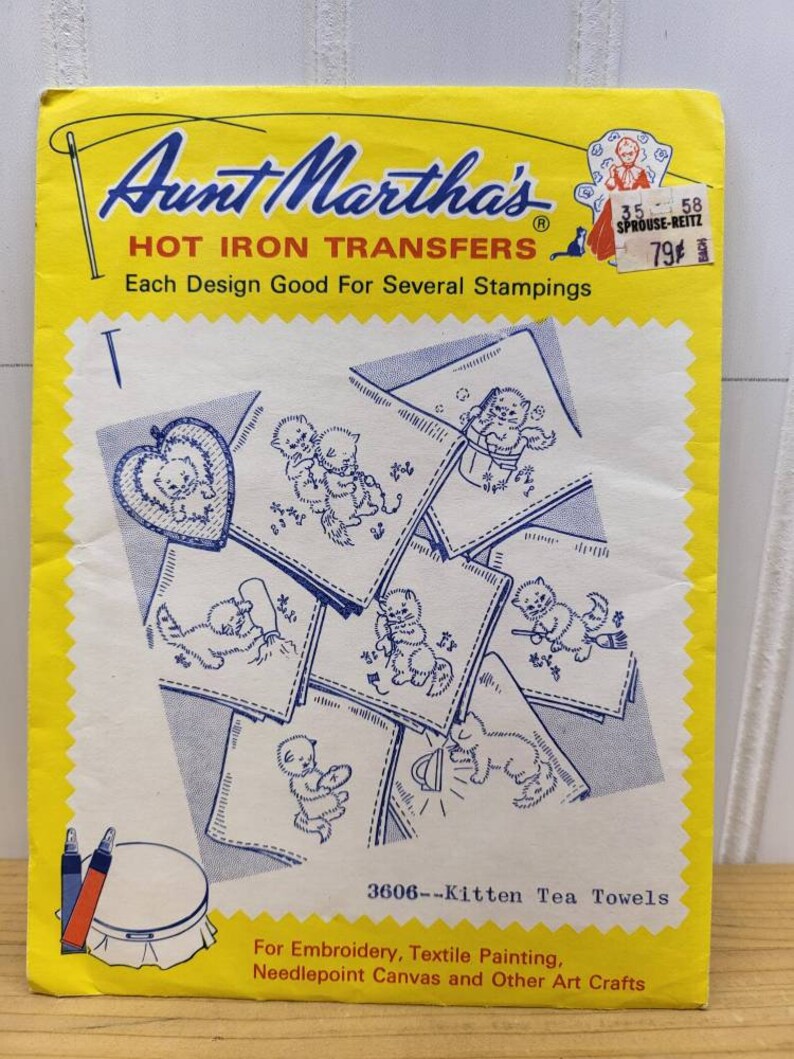 Aunt Martha's®
HOT IRON TRANSFERS
Each Design Good For Several Stampings
35 58
SPROUSE-REITZ
79¢ EACH
3606--Kitten Tea Towels
For Embroidery, Textile Painting,
Needlepoint Canvas and Other Art Crafts